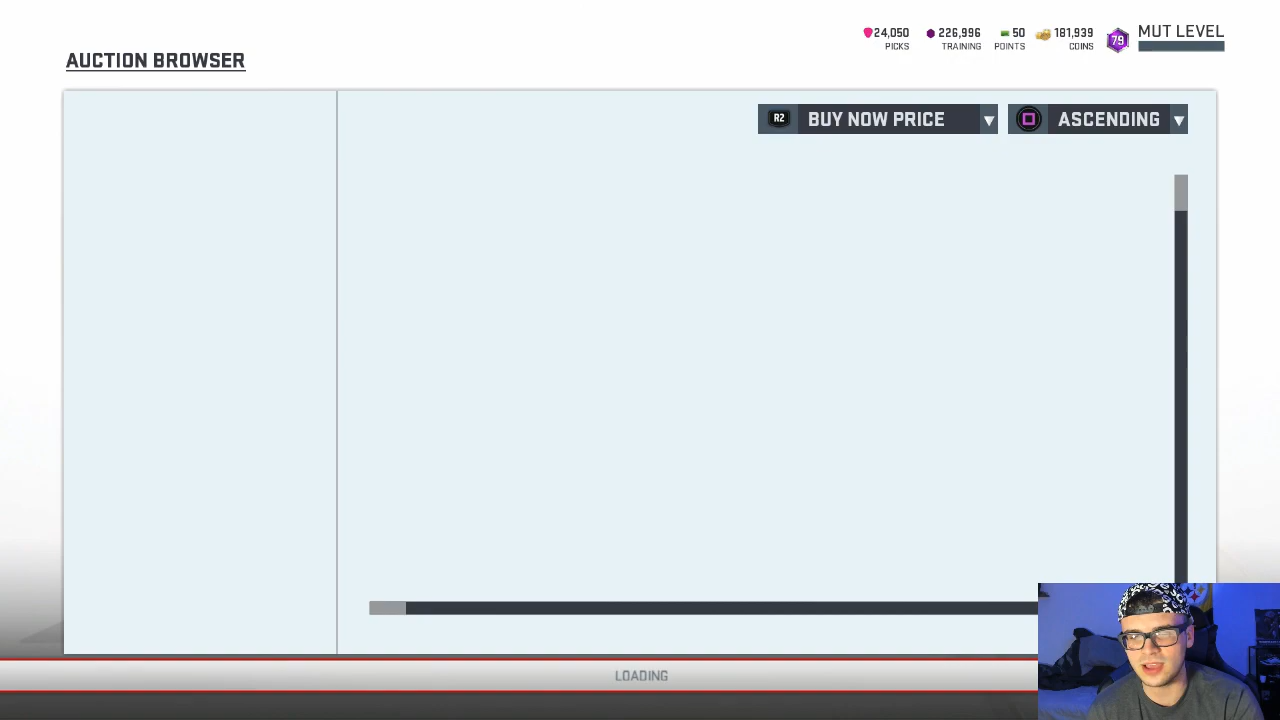 AUCTION BROWSER
24,050 PICKS
226,996 TRAINING
50 POINTS
181,939 COINS
79
MUT LEVEL
R2 BUY NOW PRICE
ASCENDING
LOADING